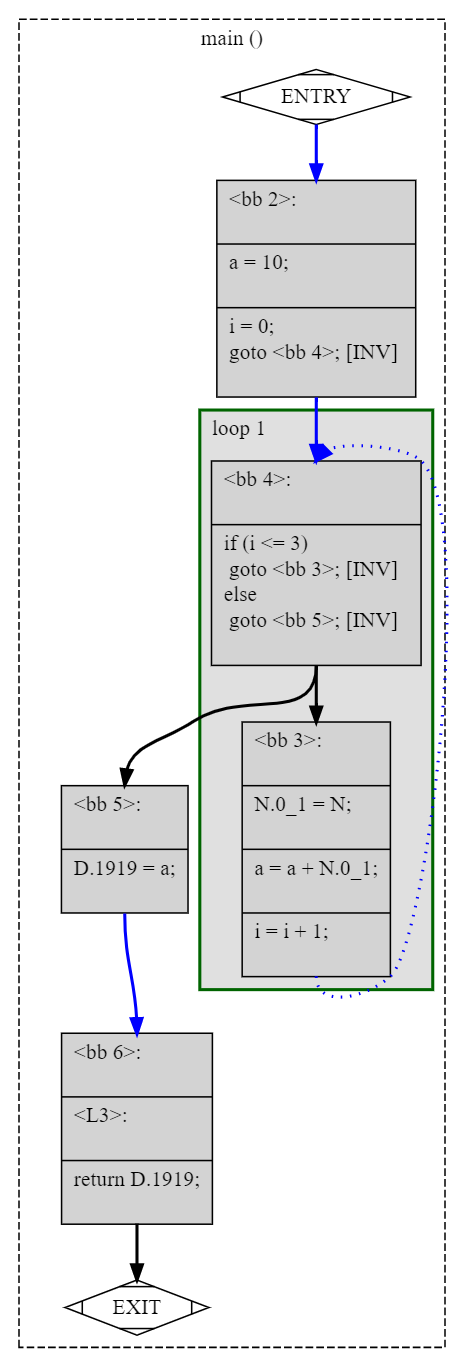 main ()
ENTRY
<bb 2>:
a = 10;
i = 0;
goto <bb 4>; [INV]
loop 1
<bb 4>:
if (i <= 3)
goto <bb 3>; [INV]
else
goto <bb 5>; [INV]
<bb 3>:
N.0_1 = N;
a = a + N.0_1;
i = i + 1;
<bb 5>:
D.1919 = a;
<bb 6>:
<L3>:
return D.1919;
EXIT